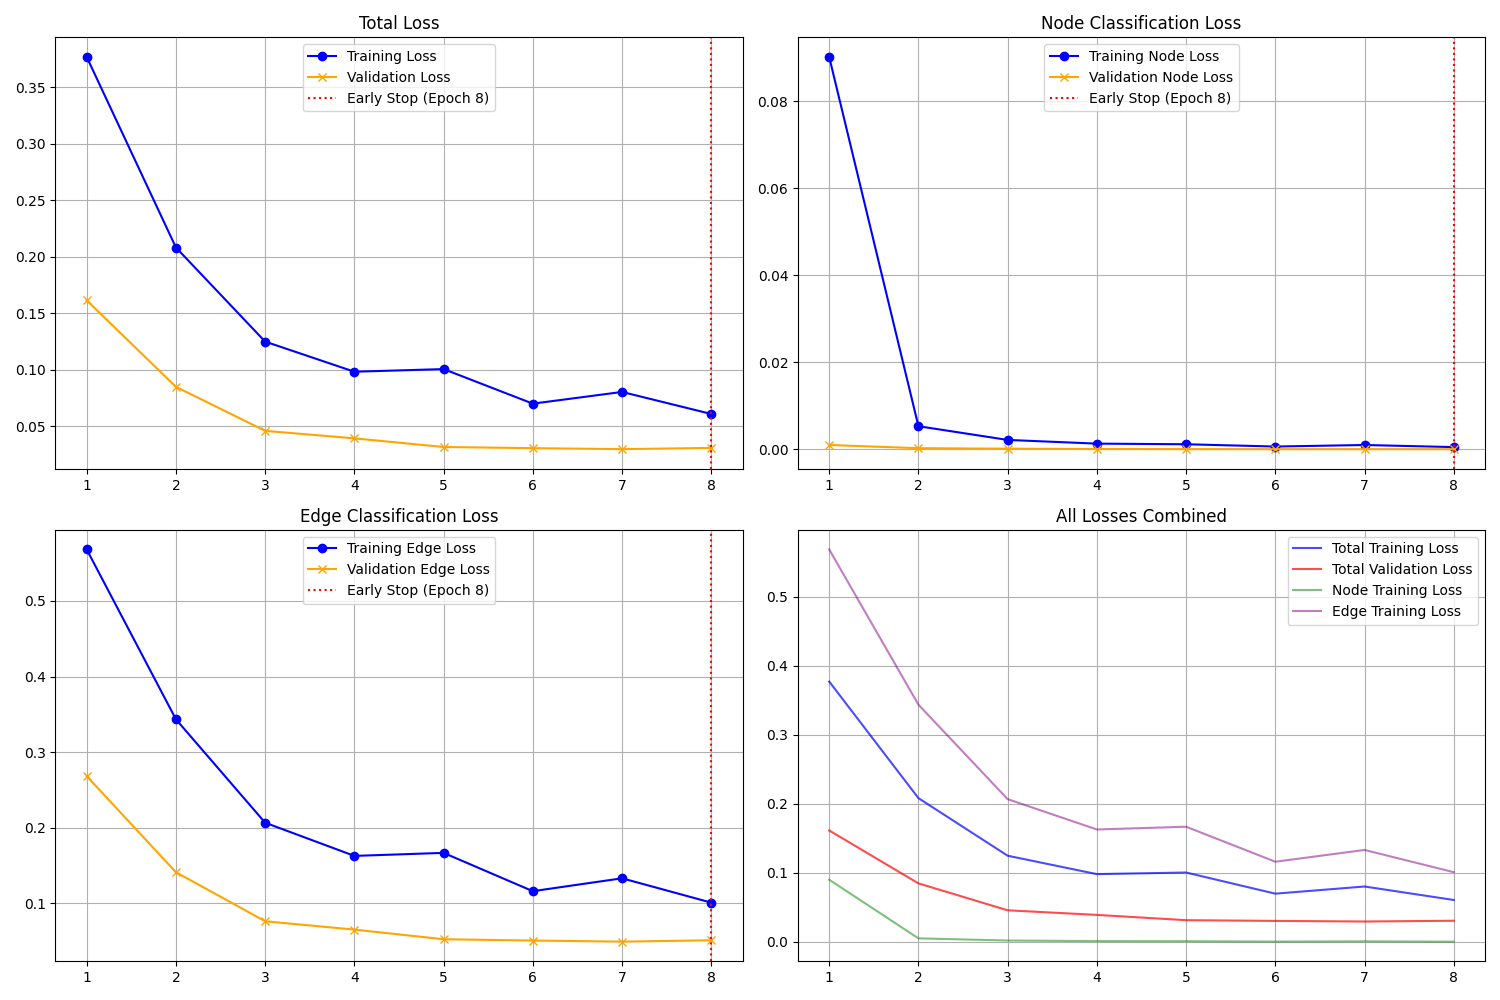 Total Loss
Training Loss
Validation Loss
Early Stop (Epoch 8)
0.35
0.30
0.25
0.20
0.15
0.10
0.05
1 2 3 4 5 6 7 8
Node Classification Loss
Training Node Loss
Validation Node Loss
Early Stop (Epoch 8)
0.08
0.06
0.04
0.02
0.00
1 2 3 4 5 6 7 8
Edge Classification Loss
Training Edge Loss
Validation Edge Loss
Early Stop (Epoch 8)
0.5
0.4
0.3
0.2
0.1
1 2 3 4 5 6 7 8
All Losses Combined
Total Training Loss
Total Validation Loss
Node Training Loss
Edge Training Loss
0.5
0.4
0.3
0.2
0.1
0.0
1 2 3 4 5 6 7 8